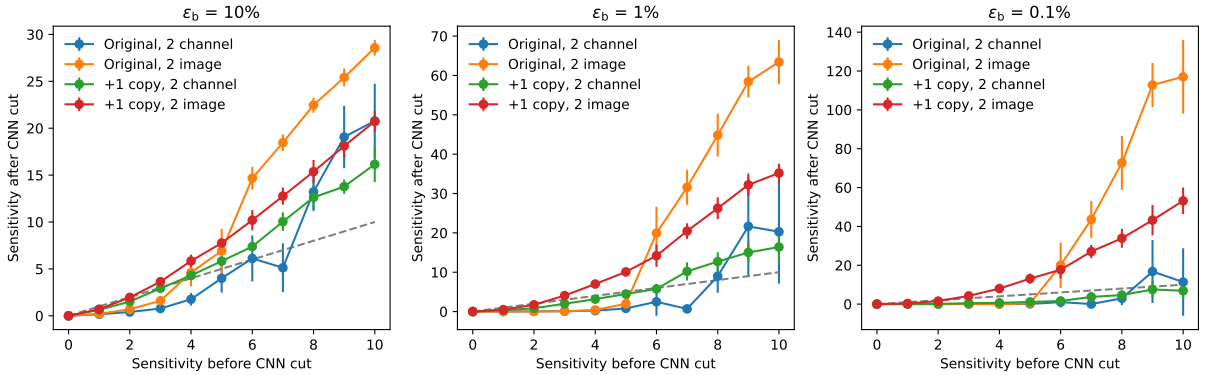 ε_b = 10%
Sensitivity after CNN cut
30
25
20
15
10
5
0
Original, 2 channel
Original, 2 image
+1 copy, 2 channel
+1 copy, 2 image
0 2 4 6 8 10
Sensitivity before CNN cut
ε_b = 1%
Sensitivity after CNN cut
70
60
50
40
30
20
10
0
Original, 2 channel
Original, 2 image
+1 copy, 2 channel
+1 copy, 2 image
0 2 4 6 8 10
Sensitivity before CNN cut
ε_b = 0.1%
Sensitivity after CNN cut
140
120
100
80
60
40
20
0
Original, 2 channel
Original, 2 image
+1 copy, 2 channel
+1 copy, 2 image
0 2 4 6 8 10
Sensitivity before CNN cut